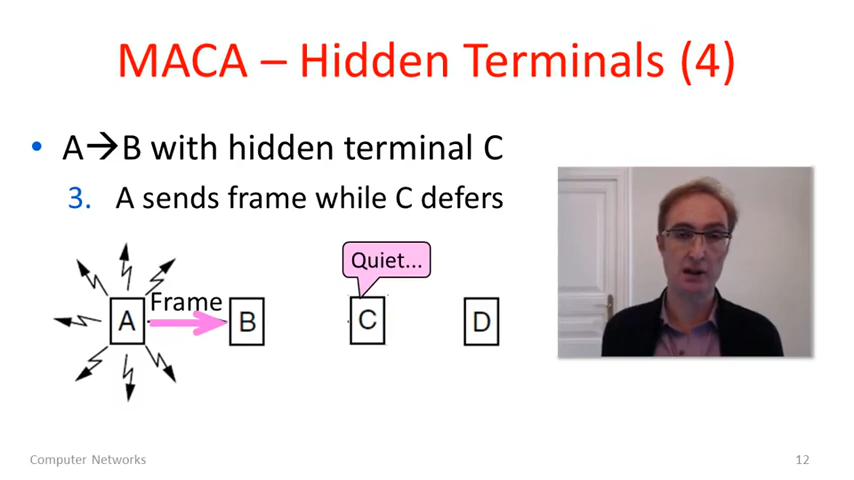 MACA – Hidden Terminals (4)
• A→B with hidden terminal C
3. A sends frame while C defers
Quiet...
Frame
A
B
C
D
Computer Networks
12